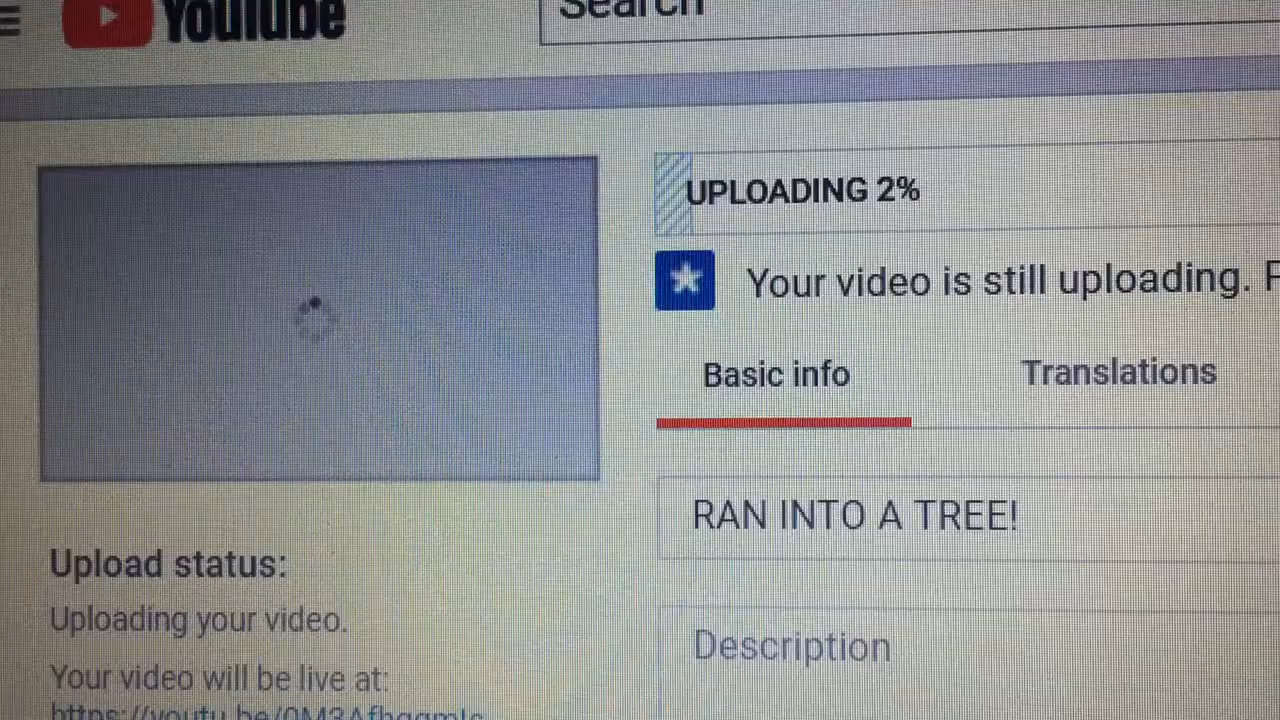 YouTube
Search
UPLOADING 2%
Your video is still uploading.
Basic info
Translations
RAN INTO A TREE!
Description
Upload status:
Uploading your video.
Your video will be live at: